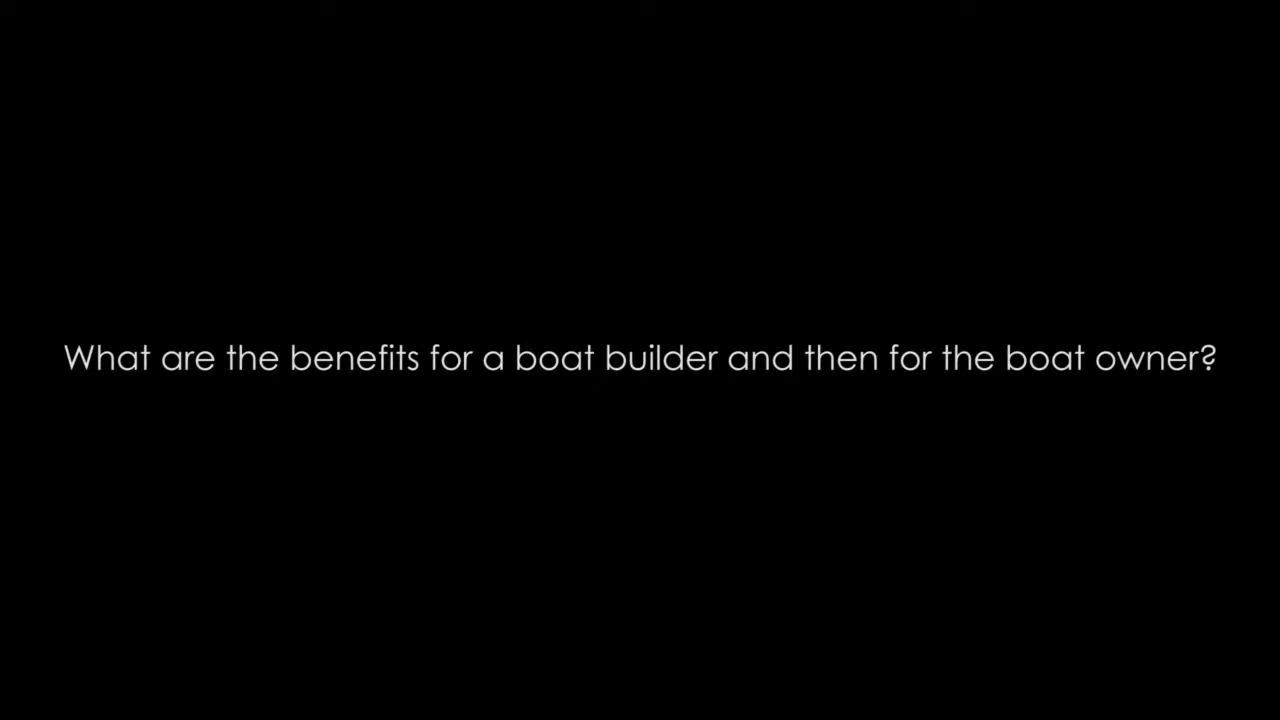 What are the benefits for a boat builder and then for the boat owner?